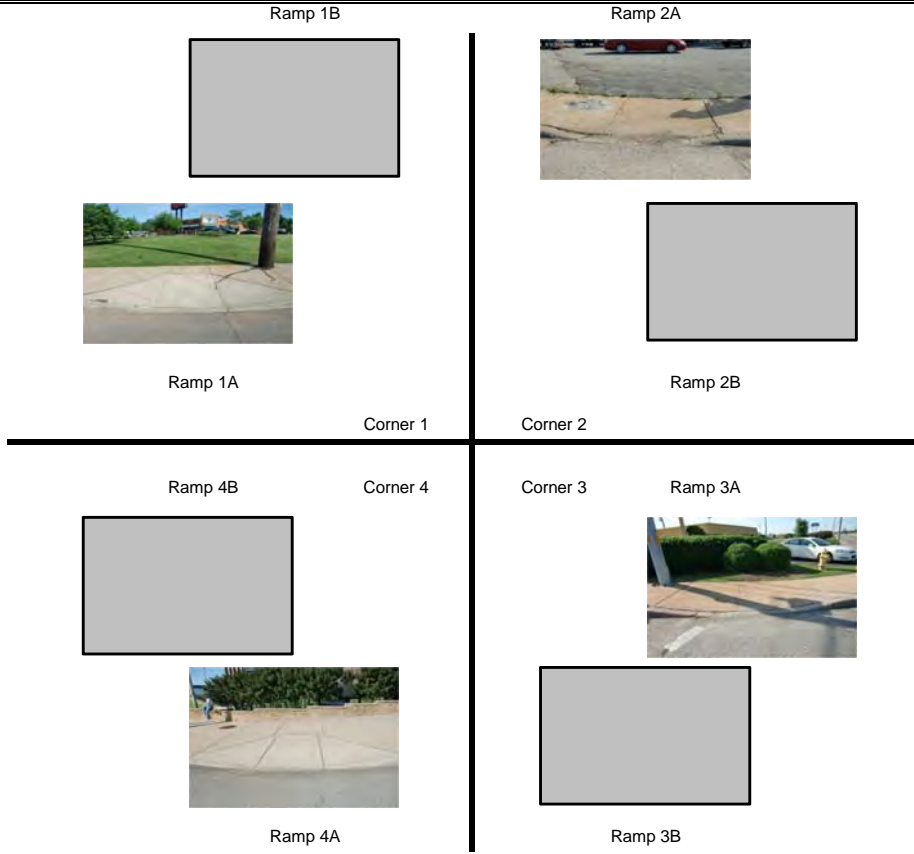 Ramp 1B
Ramp 2A
Ramp 1A
Ramp 2B
Corner 1
Corner 2
Ramp 4B
Corner 4
Corner 3
Ramp 3A
Ramp 4A
Ramp 3B